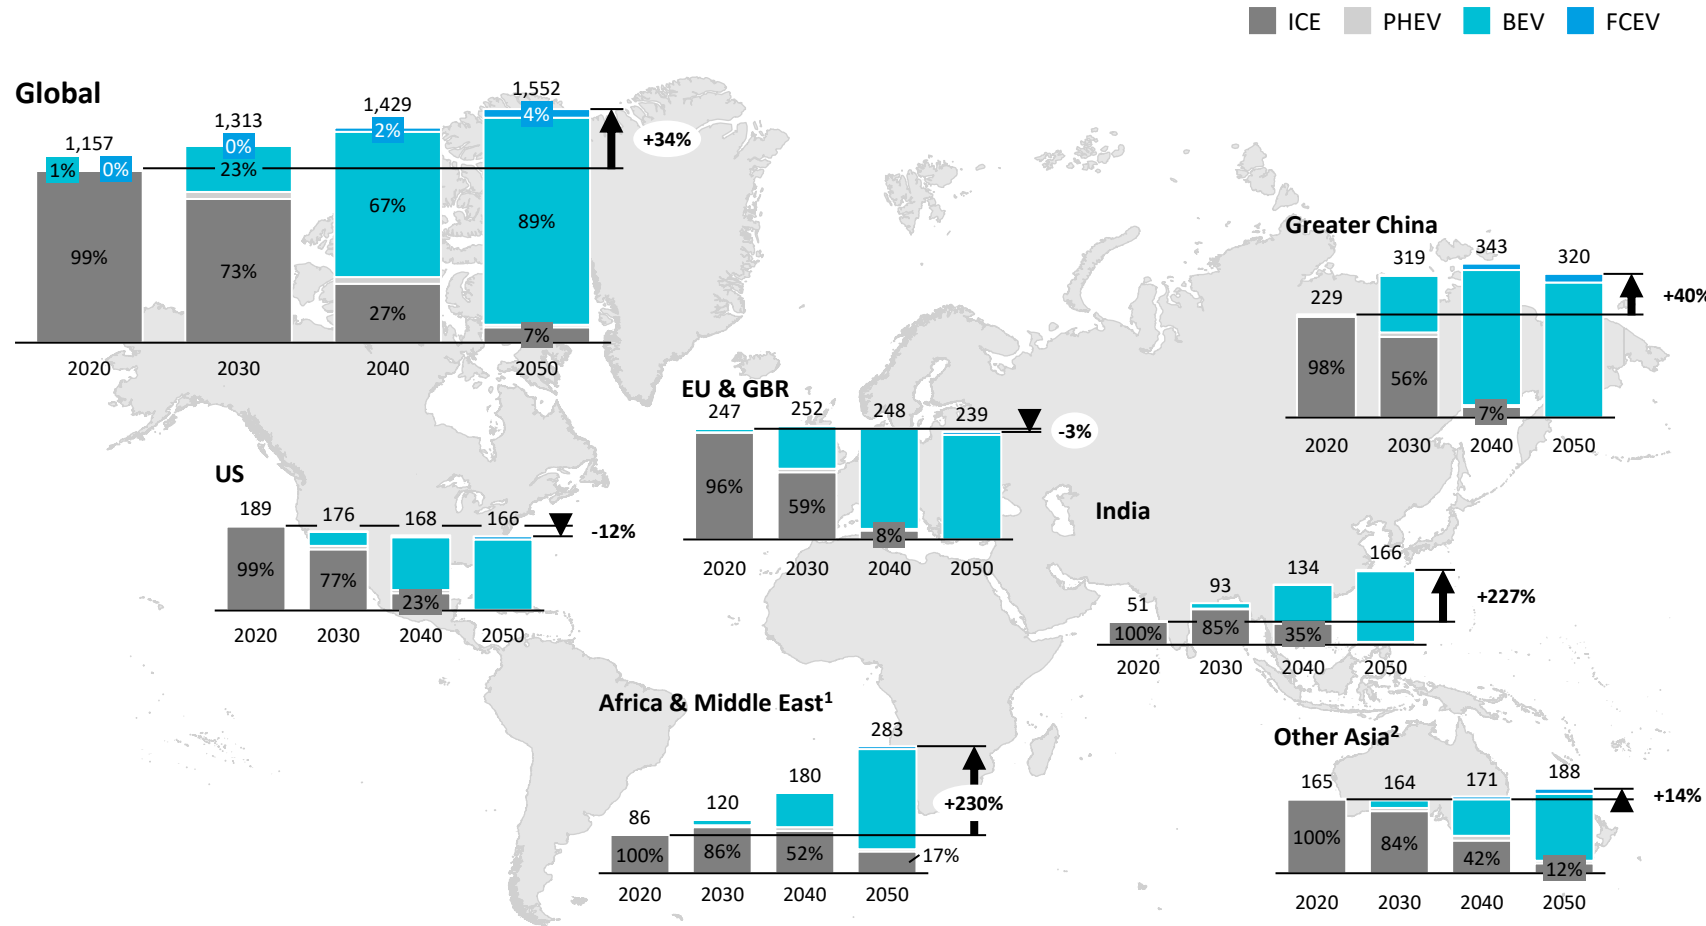 ICE PHEV BEV FCEV
Global
1,157 1,313 1,429 1,552
1% 0% 0% 2% 4%
+34%
23% 67% 89%
99% 73% 27% 7%
2020 2030 2040 2050
Greater China
229 319 343 320
+40%
98% 56% 7%
2020 2030 2040 2050
EU & GBR
247 252 248 239
-3%
96% 59% 8%
2020 2030 2040 2050
US
189 176 168 166
-12%
99% 77% 23%
2020 2030 2040 2050
India
51 93 134 166
+227%
100% 85% 35%
2020 2030 2040 2050
Africa & Middle East¹
86 120 180 283
+230%
100% 86% 52% 17%
2020 2030 2040 2050
Other Asia²
165 164 171 188
+14%
100% 84% 42% 12%
2020 2030 2040 2050